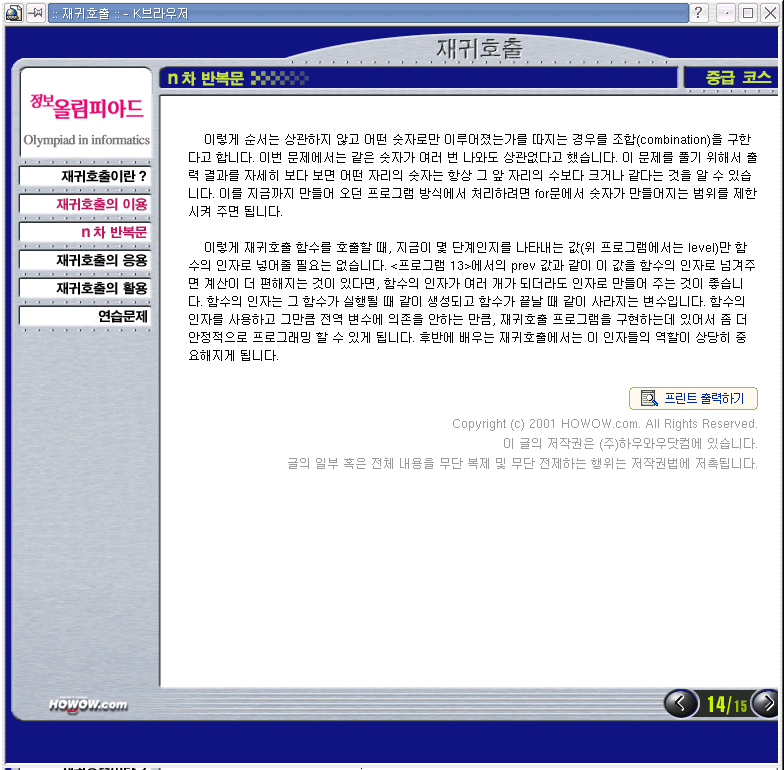 :: 재귀호출 :: - K브라우저
재귀호출
n 차 반복문
중급 코스
정보올림피아드
Olympiad in informatics
재귀호출이란 ?
재귀호출의 이용
n 차 반복문
재귀호출의 응용
재귀호출의 활용
연습문제
이렇게 순서는 상관하지 않고 어떤 숫자로만 이루어졌는가를 따지는 경우를 조합(combination)을 구한
다고 합니다. 이번 문제에서는 같은 숫자가 여러 번 나와도 상관없다고 했습니다. 이 문제를 풀기 위해서 출
력 결과를 자세히 보다 보면 어떤 자리의 숫자는 항상 그 앞 자리의 수보다 크거나 같다는 것을 알 수 있습
니다. 이를 지금까지 만들어 오던 프로그램 방식에서 처리하려면 for문에서 숫자가 만들어지는 범위를 제한
시켜 주면 됩니다.
이렇게 재귀호출 함수를 호출할 때, 지금이 몇 단계인지를 나타내는 값(위 프로그램에서는 level)만 함
수의 인자로 넣어줄 필요는 없습니다. <프로그램 13>에서의 prev 값과 같이 이 값을 함수의 인자로 넘겨주
면 계산이 더 편해지는 것이 있다면, 함수의 인자가 여러 개가 되더라도 인자로 만들어 주는 것이 좋습니
다. 함수의 인자는 그 함수가 실행될 때 같이 생성되고 함수가 끝날 때 같이 사라지는 변수입니다. 함수의
인자를 사용하고 그만큼 전역 변수에 의존을 안하는 만큼, 재귀호출 프로그램을 구현하는데 있어서 좀 더
안정적으로 프로그래밍 할 수 있게 됩니다. 후반에 배우는 재귀호출에서는 이 인자들의 역할이 상당히 중
요해지게 됩니다.
프린트 출력하기
Copyright (c) 2001 HOWOW.com. All Rights Reserved.
이 글의 저작권은 (주)하우와우닷컴에 있습니다.
글의 일부 혹은 전체 내용을 무단 복제 및 무단 전제하는 행위는 저작권법에 저촉됩니다.
HOWOW.com
14/15